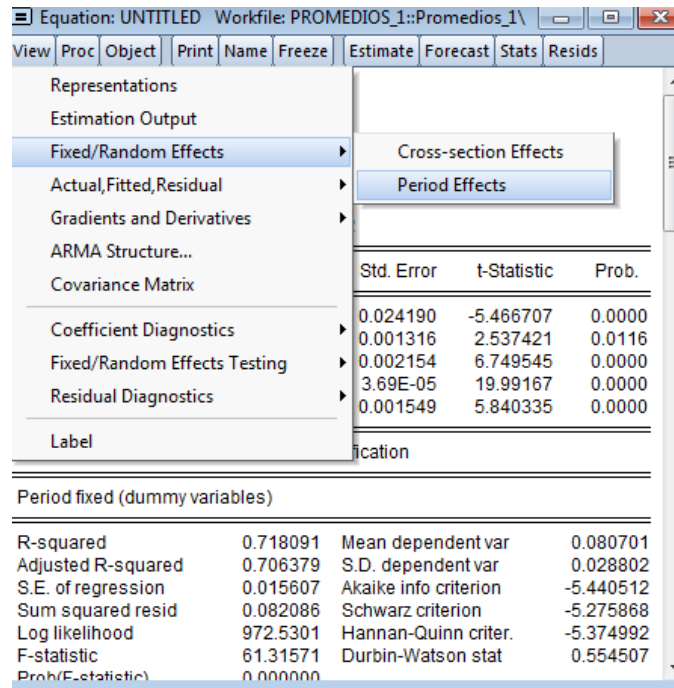 Equation: UNTITLED Workfile: PROMEDIOS_1::Promedios_1\
View Proc Object Print Name Freeze Estimate Forecast Stats Resids
Representations
Estimation Output
Fixed/Random Effects
Cross-section Effects
Period Effects
Actual,Fitted,Residual
Gradients and Derivatives
ARMA Structure...
Covariance Matrix
Coefficient Diagnostics
Fixed/Random Effects Testing
Residual Diagnostics
Label
Std. Error t-Statistic Prob.
0.024190 -5.466707 0.0000
0.001316 2.537421 0.0116
0.002154 6.749545 0.0000
3.69E-05 19.99167 0.0000
0.001549 5.840335 0.0000
fication
Period fixed (dummy variables)
R-squared 0.718091 Mean dependent var 0.080701
Adjusted R-squared 0.706379 S.D. dependent var 0.028802
S.E. of regression 0.015607 Akaike info criterion -5.440512
Sum squared resid 0.082086 Schwarz criterion -5.275868
Log likelihood 972.5301 Hannan-Quinn criter. -5.374992
F-statistic 61.31571 Durbin-Watson stat 0.554507
Prob(F-statistic) 0.000000